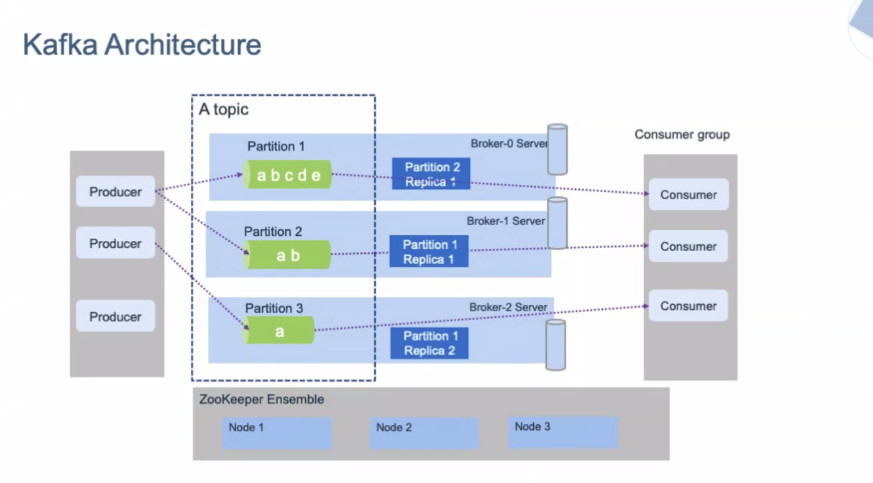 Kafka Architecture
A topic
Consumer group
Producer
Producer
Producer
Partition 1
a b c d e
Partition 2
Replica 1
Broker-0 Server
Partition 2
a b
Partition 1
Replica 1
Broker-1 Server
Partition 3
a
Partition 1
Replica 2
Broker-2 Server
Consumer
Consumer
Consumer
ZooKeeper Ensemble
Node 1
Node 2
Node 3